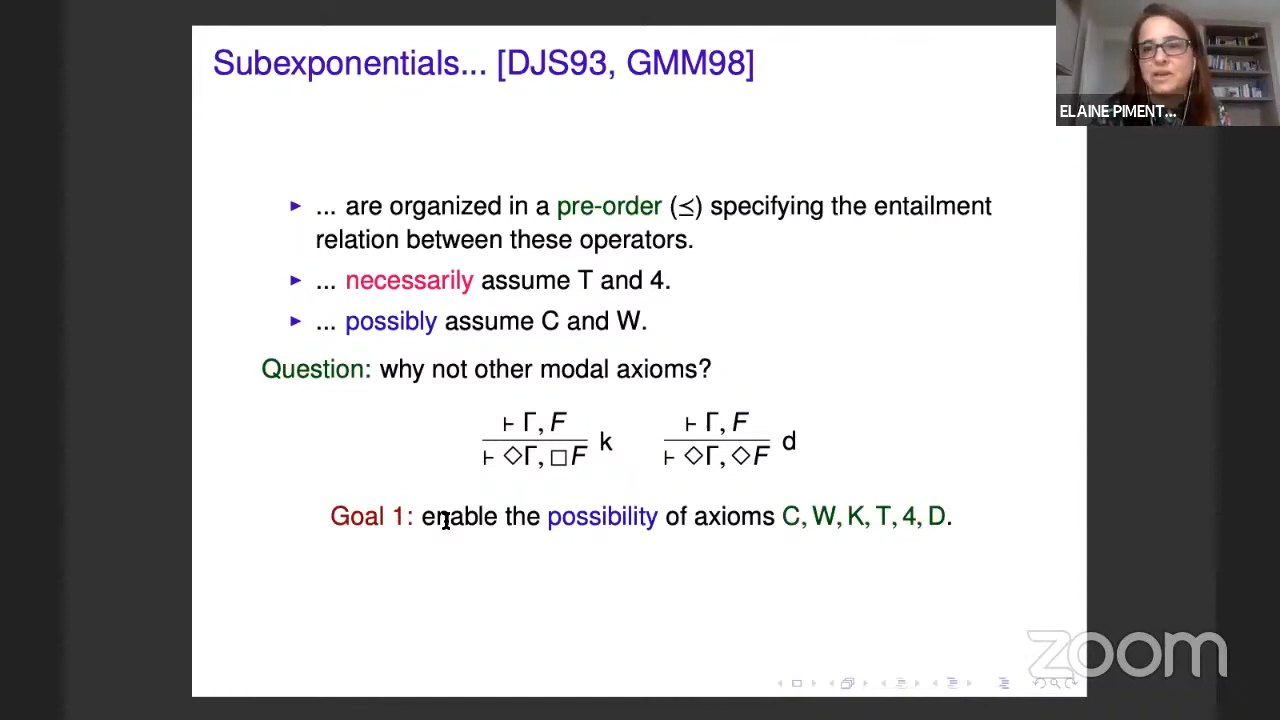 Subexponentials... [DJS93, GMM98]
ELAINE PIMENT...
► ... are organized in a pre-order (⪯) specifying the entailment
relation between these operators.
► ... necessarily assume T and 4.
► ... possibly assume C and W.
Question: why not other modal axioms?
⊢ Γ, F
⊢ ◇Γ, □F k
⊢ Γ, F
⊢ ◇Γ, ◇F d
Goal 1: enable the possibility of axioms C, W, K, T, 4, D.
zoom